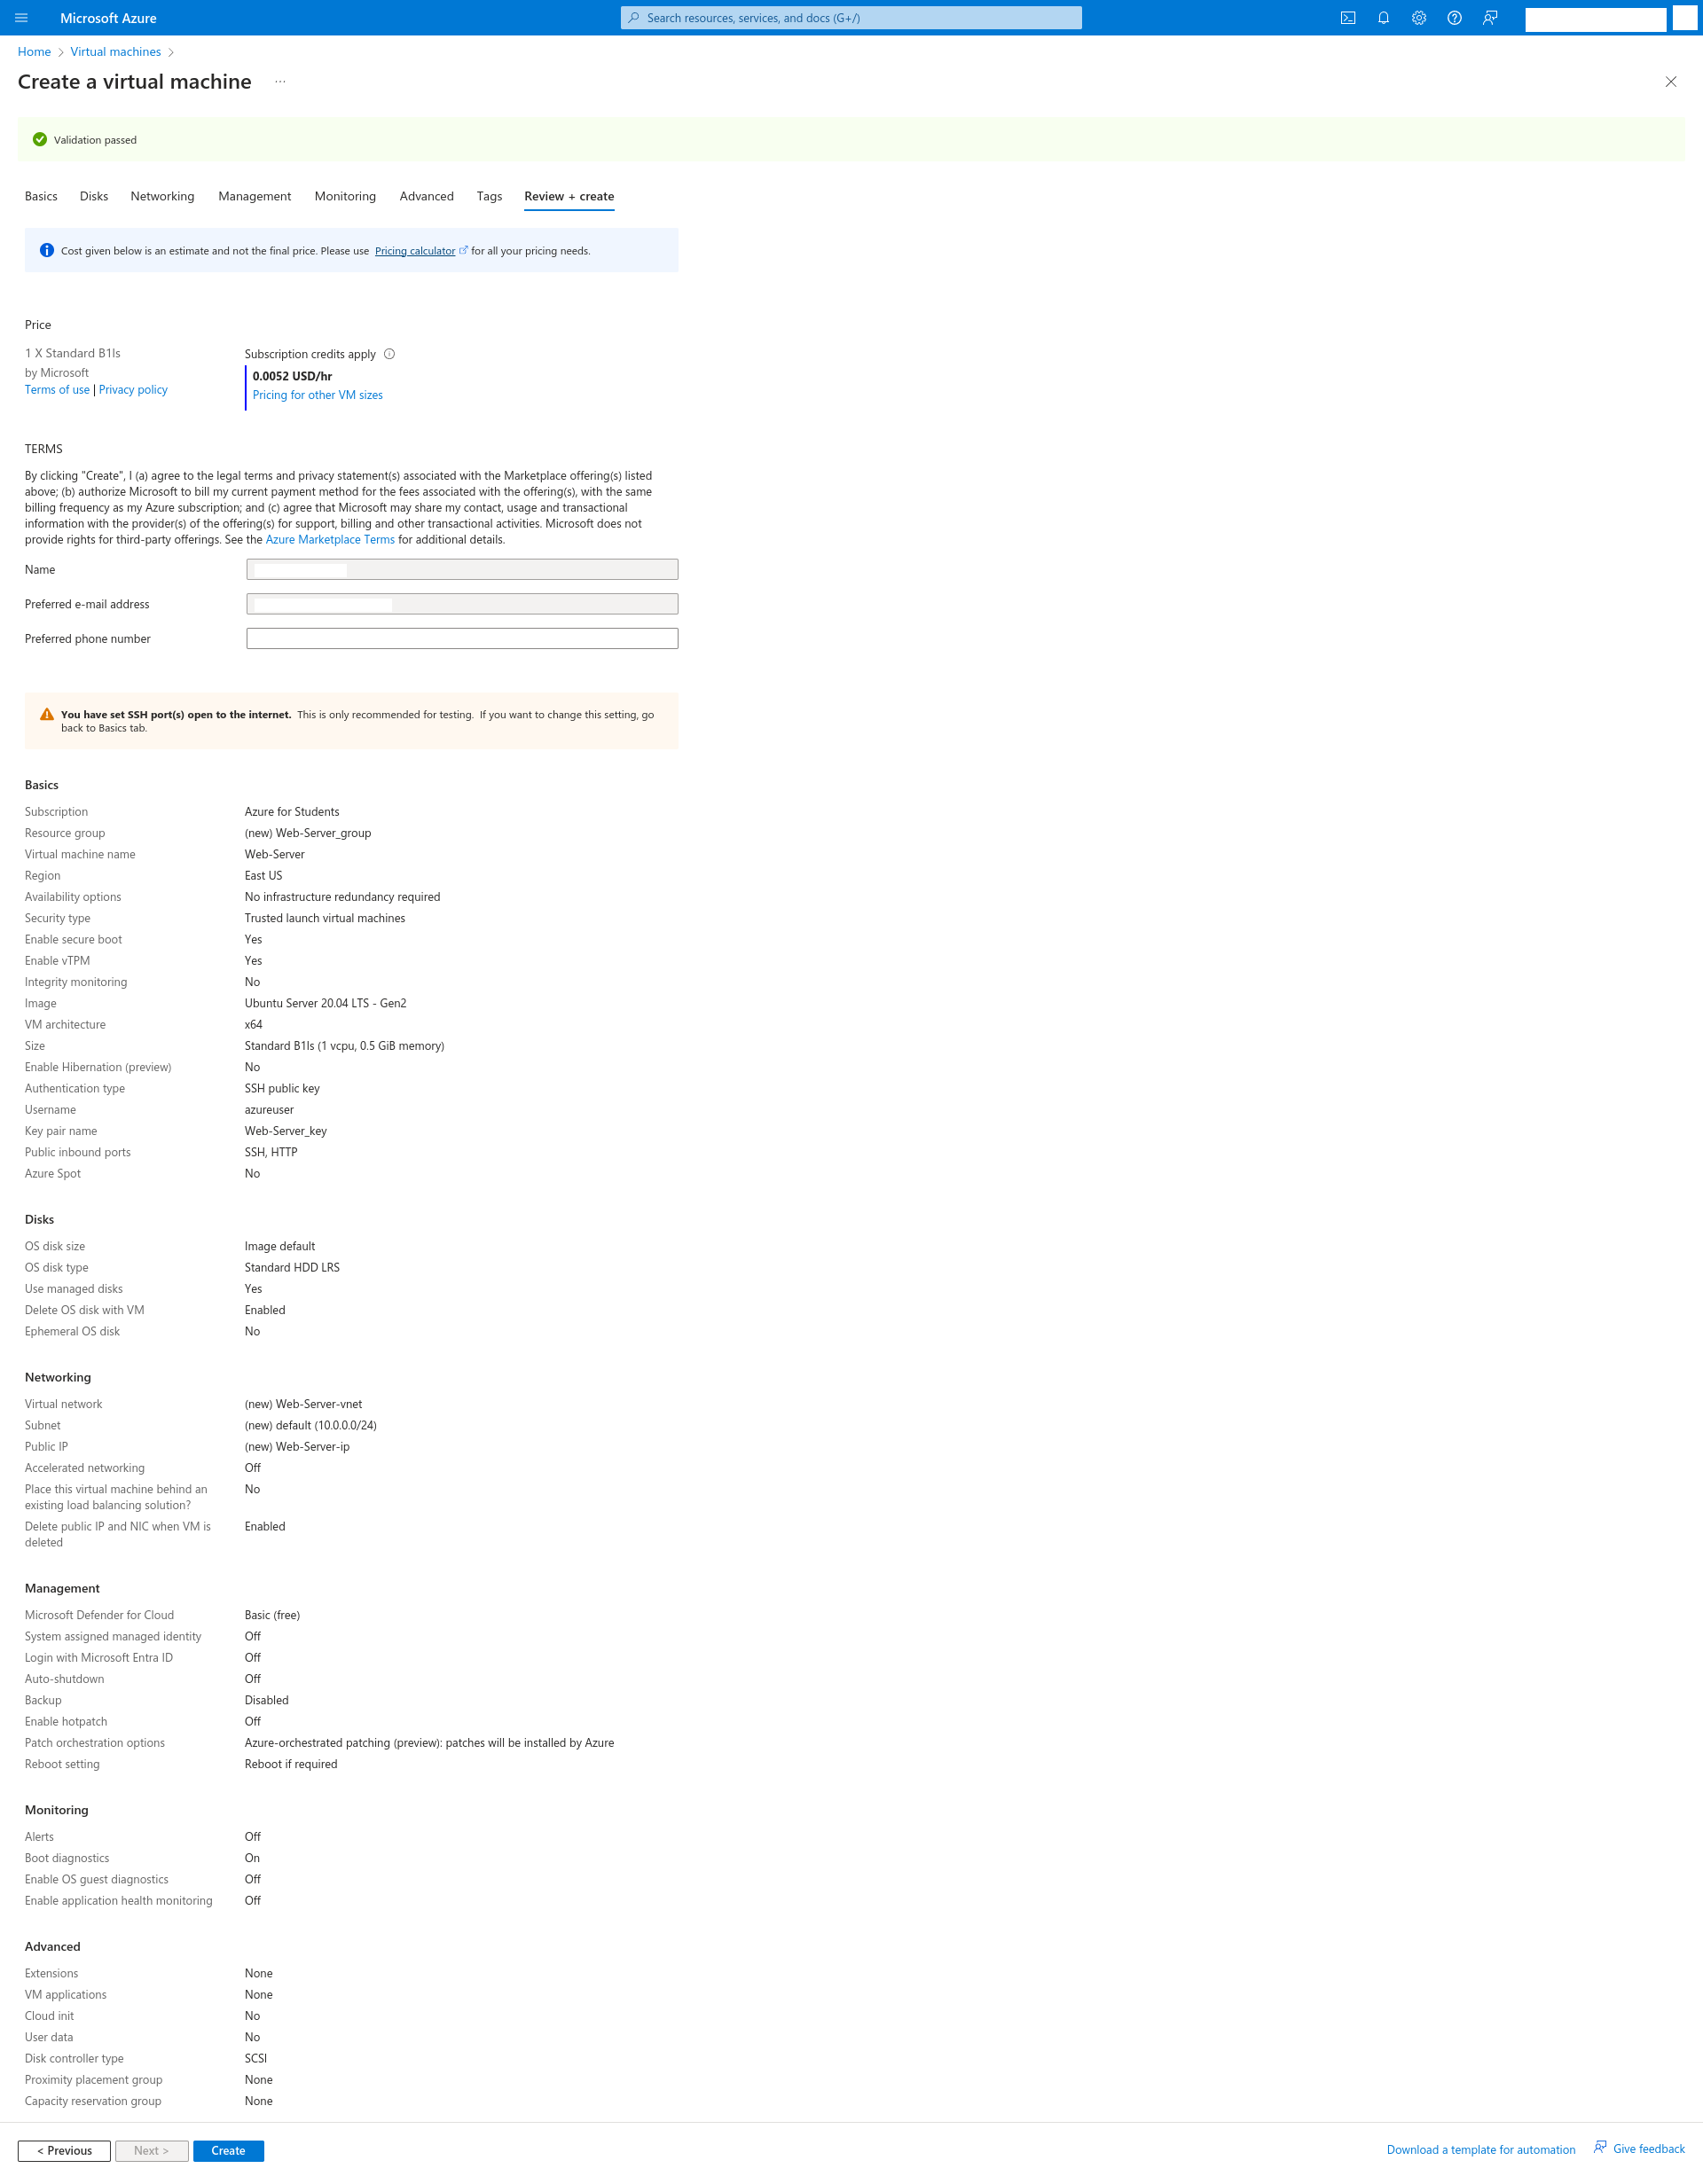 Microsoft Azure
Search resources, services, and docs (G+/)
Home > Virtual machines >
Create a virtual machine ...
Validation passed
Basics Disks Networking Management Monitoring Advanced Tags Review + create
Cost given below is an estimate and not the final price. Please use Pricing calculator for all your pricing needs.
Price
1 X Standard B1ls
by Microsoft
Terms of use | Privacy policy
Subscription credits apply
0.0052 USD/hr
Pricing for other VM sizes
TERMS
By clicking "Create", I (a) agree to the legal terms and privacy statement(s) associated with the Marketplace offering(s) listed
above; (b) authorize Microsoft to bill my current payment method for the fees associated with the offering(s), with the same
billing frequency as my Azure subscription; and (c) agree that Microsoft may share my contact, usage and transactional
information with the provider(s) of the offering(s) for support, billing and other transactional activities. Microsoft does not
provide rights for third-party offerings. See the Azure Marketplace Terms for additional details.
Name
Preferred e-mail address
Preferred phone number
You have set SSH port(s) open to the internet. This is only recommended for testing. If you want to change this setting, go
back to Basics tab.
Basics
Subscription Azure for Students
Resource group (new) Web-Server_group
Virtual machine name Web-Server
Region East US
Availability options No infrastructure redundancy required
Security type Trusted launch virtual machines
Enable secure boot Yes
Enable vTPM Yes
Integrity monitoring No
Image Ubuntu Server 20.04 LTS - Gen2
VM architecture x64
Size Standard B1ls (1 vcpu, 0.5 GiB memory)
Enable Hibernation (preview) No
Authentication type SSH public key
Username azureuser
Key pair name Web-Server_key
Public inbound ports SSH, HTTP
Azure Spot No
Disks
OS disk size Image default
OS disk type Standard HDD LRS
Use managed disks Yes
Delete OS disk with VM Enabled
Ephemeral OS disk No
Networking
Virtual network (new) Web-Server-vnet
Subnet (new) default (10.0.0.0/24)
Public IP (new) Web-Server-ip
Accelerated networking Off
Place this virtual machine behind an No
existing load balancing solution?
Delete public IP and NIC when VM is Enabled
deleted
Management
Microsoft Defender for Cloud Basic (free)
System assigned managed identity Off
Login with Microsoft Entra ID Off
Auto-shutdown Off
Backup Disabled
Enable hotpatch Off
Patch orchestration options Azure-orchestrated patching (preview): patches will be installed by Azure
Reboot setting Reboot if required
Monitoring
Alerts Off
Boot diagnostics On
Enable OS guest diagnostics Off
Enable application health monitoring Off
Advanced
Extensions None
VM applications None
Cloud init No
User data No
Disk controller type SCSI
Proximity placement group None
Capacity reservation group None
< Previous Next > Create Download a template for automation Give feedback